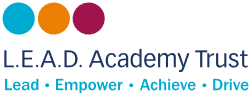 L.E.A.D. Academy Trust
Lead • Empower • Achieve • Drive